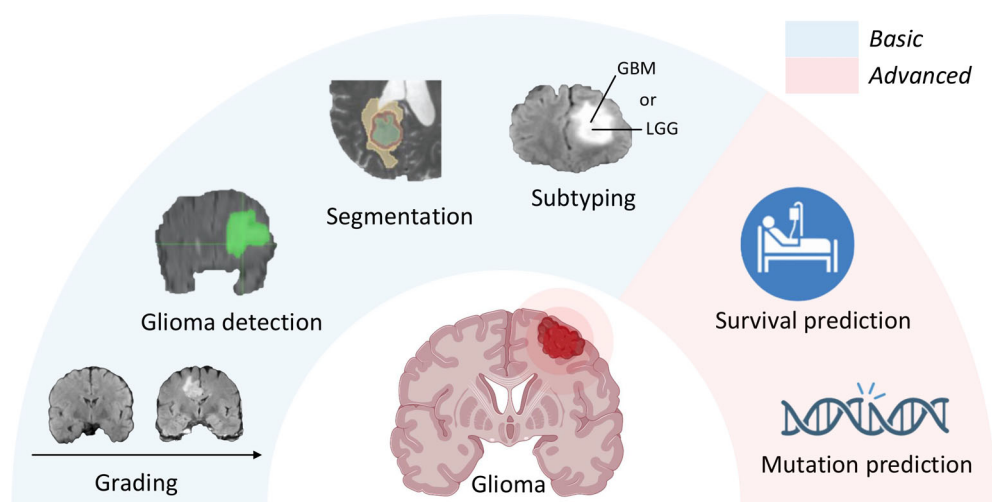 Basic
Advanced
GBM
or
LGG
Subtyping
Segmentation
Glioma detection
Grading
Glioma
Survival prediction
Mutation prediction